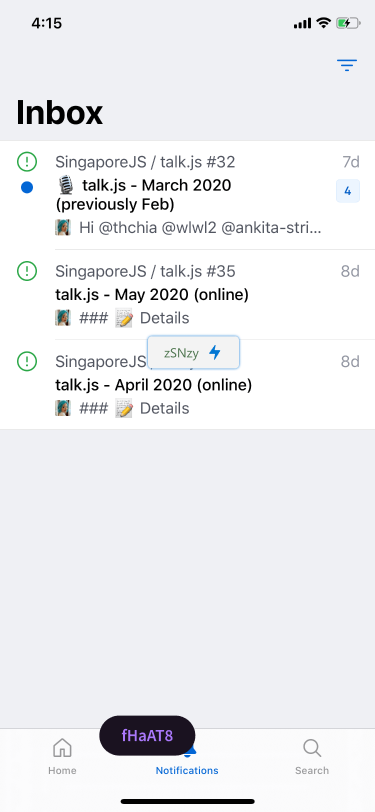 4:15
Inbox
SingaporeJS / talk.js #32
7d
🎙 talk.js - March 2020
(previously Feb)
4
Hi @thchia @wlwl2 @ankita-stri...
SingaporeJS / talk.js #35
8d
talk.js - May 2020 (online)
### 📝 Details
zSNzy
SingaporeJS
8d
talk.js - April 2020 (online)
### 📝 Details
fHaAT8
Home
Notifications
Search